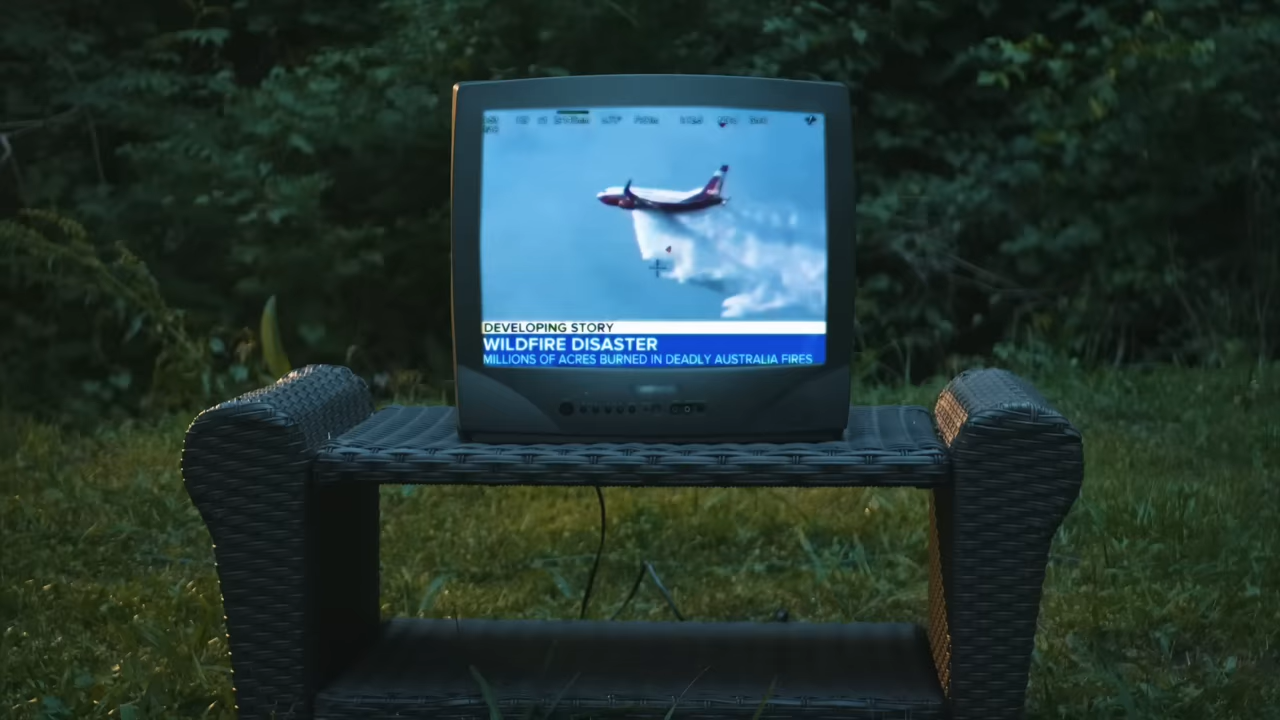 DEVELOPING STORY
WILDFIRE DISASTER
MILLIONS OF ACRES BURNED IN DEADLY AUSTRALIA FIRES